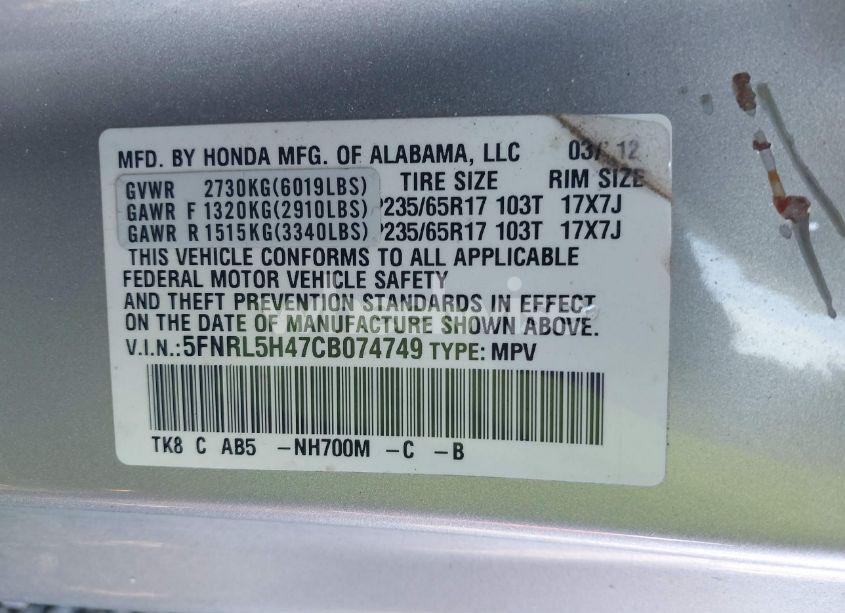 MFD. BY HONDA MFG. OF ALABAMA, LLC 03/12
TIRE SIZE RIM SIZE
GVWR 2730KG(6019LBS)
GAWR F 1320KG(2910LBS) P235/65R17 103T 17X7J
GAWR R 1515KG(3340LBS) P235/65R17 103T 17X7J
THIS VEHICLE CONFORMS TO ALL APPLICABLE
FEDERAL MOTOR VEHICLE SAFETY
AND THEFT PREVENTION STANDARDS IN EFFECT
ON THE DATE OF MANUFACTURE SHOWN ABOVE.
V.I.N.:5FNRL5H47CB074749 TYPE: MPV
TK8 C AB5 -NH700M -C -B